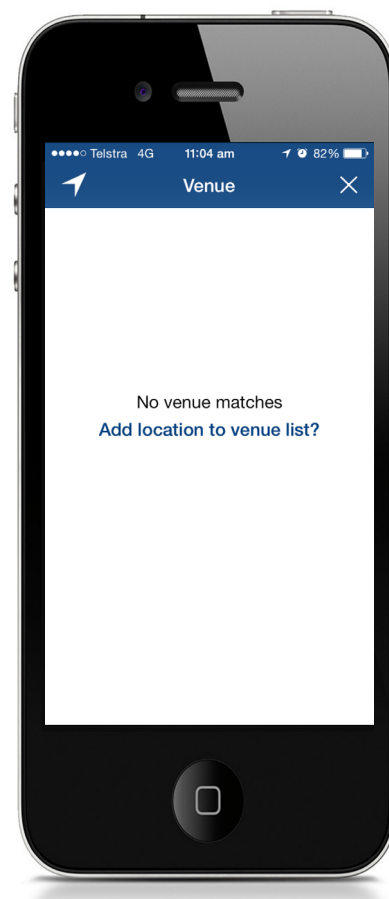 Telstra 4G 11:04 am 82%
Venue
No venue matches
Add location to venue list?